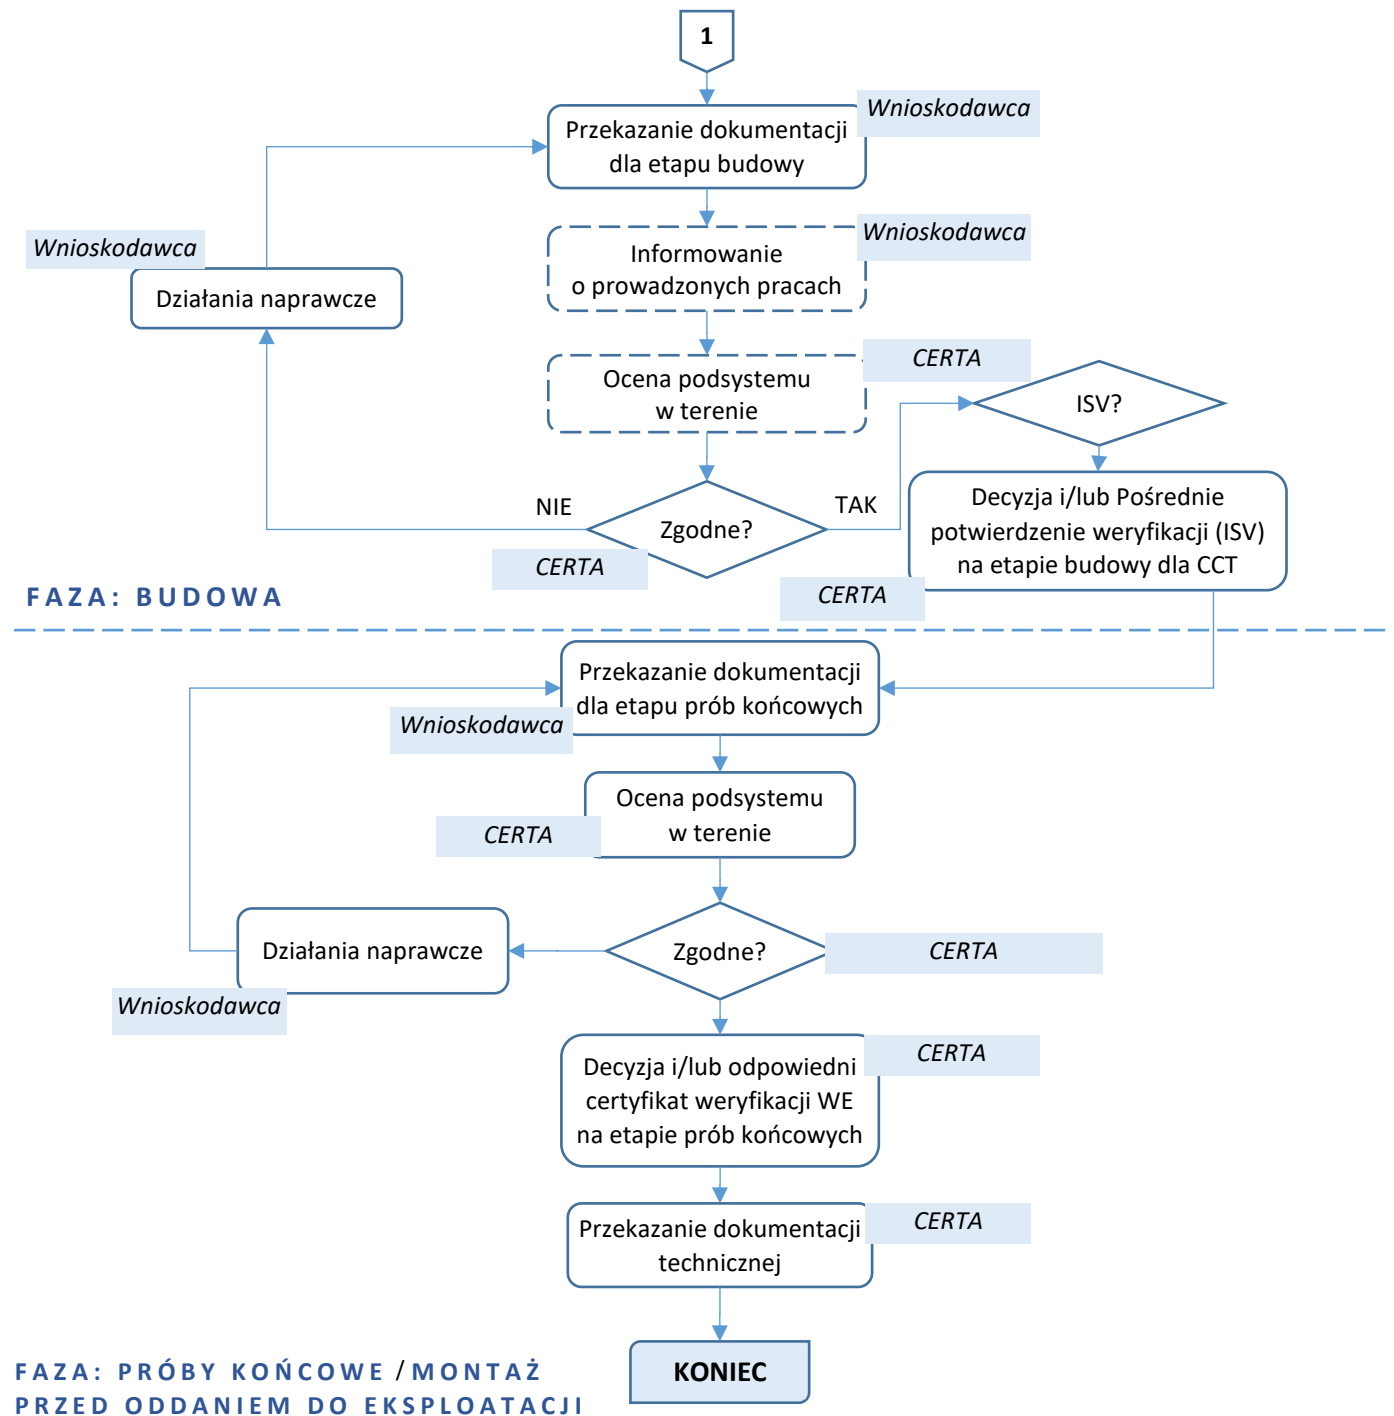 1
Wnioskodawca
Przekazanie dokumentacji
dla etapu budowy
Wnioskodawca
Informowanie
o prowadzonych pracach
Wnioskodawca
Działania naprawcze
CERTA
Ocena podsystemu
w terenie
ISV?
NIE
TAK
Zgodne?
CERTA
Decyzja i/lub Pośrednie
potwierdzenie weryfikacji (ISV)
na etapie budowy dla CCT
CERTA
FAZA: BUDOWA
Przekazanie dokumentacji
dla etapu prób końcowych
Wnioskodawca
Ocena podsystemu
w terenie
CERTA
Działania naprawcze
Wnioskodawca
Zgodne?
CERTA
CERTA
Decyzja i/lub odpowiedni
certyfikat weryfikacji WE
na etapie prób końcowych
CERTA
Przekazanie dokumentacji
technicznej
KONIEC
FAZA: PRÓBY KOŃCOWE / MONTAŻ
PRZED ODDANIEM DO EKSPLOATACJI